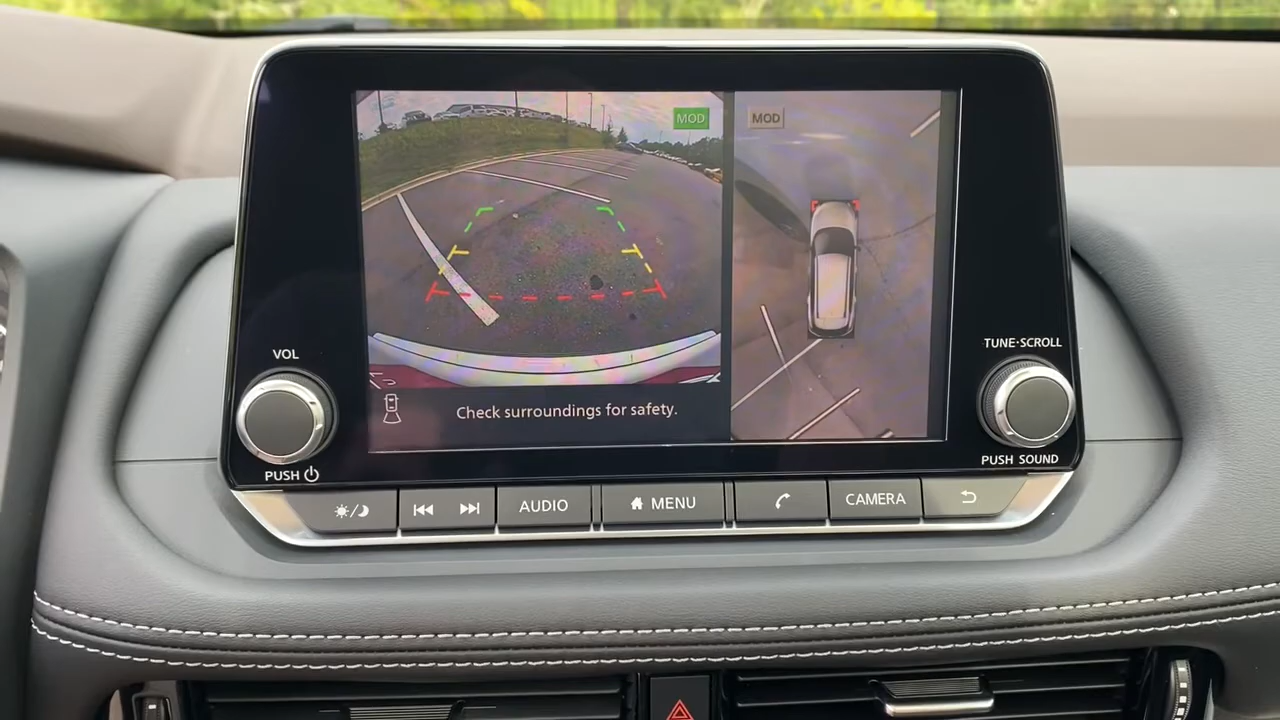 MOD
MOD
Check surroundings for safety.
VOL
PUSH
TUNE·SCROLL
PUSH SOUND
AUDIO
MENU
CAMERA